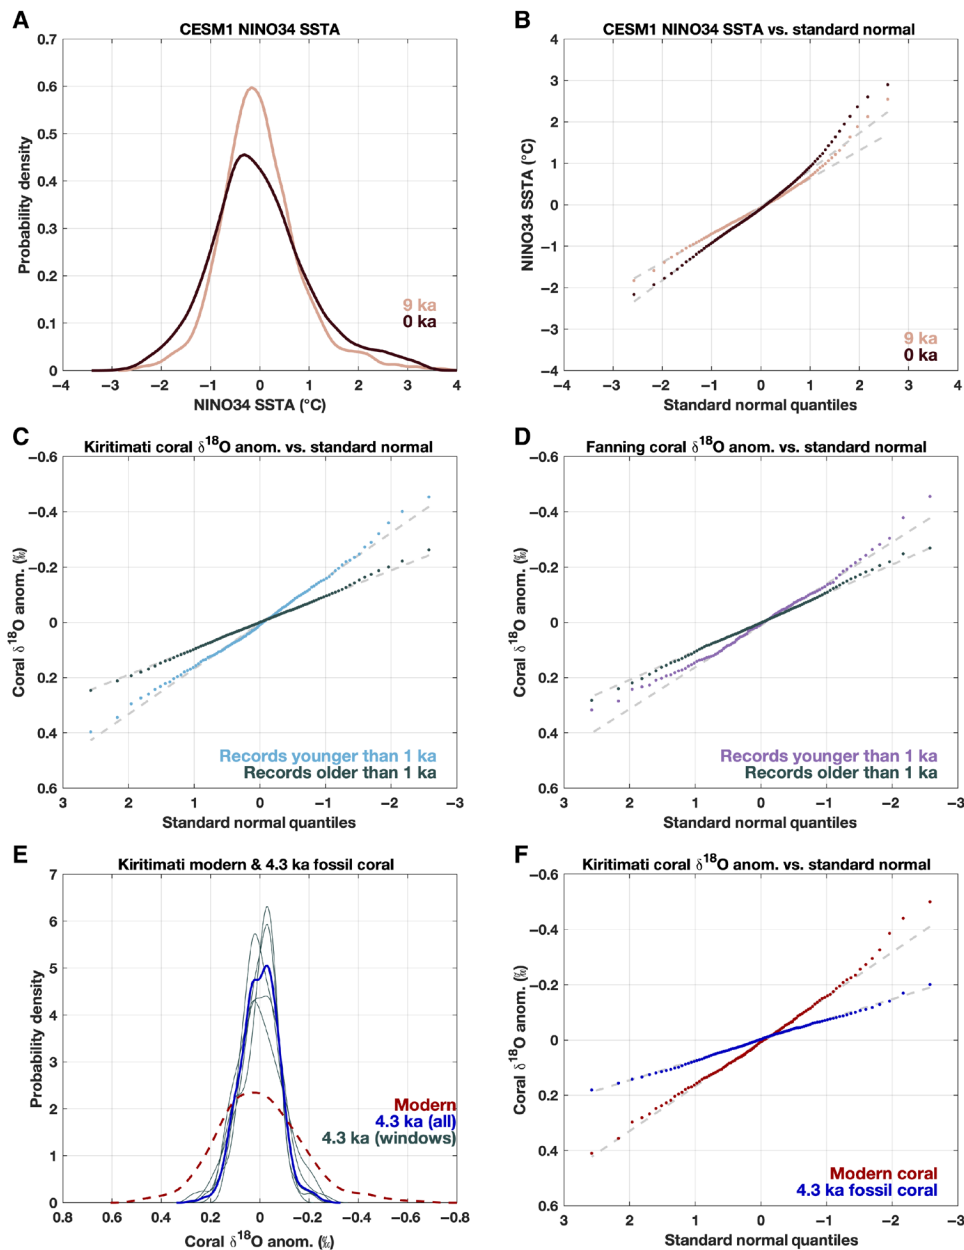 A
CESM1 NINO34 SSTA
0.7
0.6
0.5
0.4
0.3
0.2
0.1
0
Probability density
9 ka
0 ka
−4 −3 −2 −1 0 1 2 3 4
NINO34 SSTA (°C)
B
CESM1 NINO34 SSTA vs. standard normal
4
3
2
1
0
−1
−2
−3
−4
NINO34 SSTA (°C)
9 ka
0 ka
−4 −3 −2 −1 0 1 2 3 4
Standard normal quantiles
C
Kiritimati coral δ¹⁸O anom. vs. standard normal
−0.6
−0.4
−0.2
0
0.2
0.4
0.6
Coral δ¹⁸O anom. (‰)
Records younger than 1 ka
Records older than 1 ka
3 2 1 0 −1 −2 −3
Standard normal quantiles
D
Fanning coral δ¹⁸O anom. vs. standard normal
−0.6
−0.4
−0.2
0
0.2
0.4
0.6
Coral δ¹⁸O anom. (‰)
Records younger than 1 ka
Records older than 1 ka
3 2 1 0 −1 −2 −3
Standard normal quantiles
E
Kiritimati modern & 4.3 ka fossil coral
7
6
5
4
3
2
1
0
Probability density
Modern
4.3 ka (all)
4.3 ka (windows)
0.8 0.6 0.4 0.2 0 −0.2 −0.4 −0.6 −0.8
Coral δ¹⁸O anom. (‰)
F
Kiritimati coral δ¹⁸O anom. vs. standard normal
−0.6
−0.4
−0.2
0
0.2
0.4
0.6
Coral δ¹⁸O anom. (‰)
Modern coral
4.3 ka fossil coral
3 2 1 0 −1 −2 −3
Standard normal quantiles